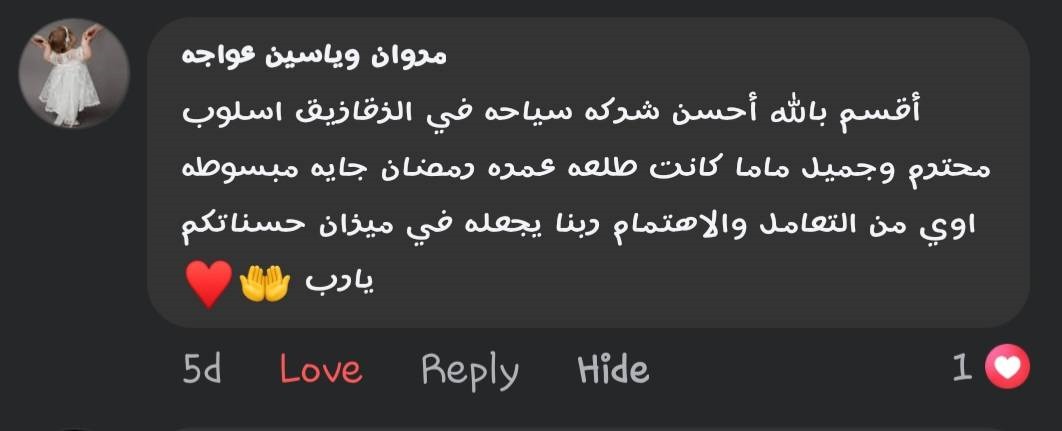 مروان وياسين عواجه
أقسم بالله أحسن شركه سياحه في الزقازيق اسلوب
محترم وجميل ماما كانت طلعه عمره رمضان جايه مبسوطه
اوي من التعامل والاهتمام ربنا يجعله في ميزان حسناتكم
يارب 🤲❤️
5d Love Reply Hide 1